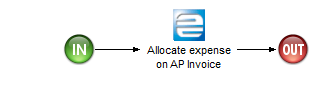 IN
Allocate expense
on AP Invoice
OUT